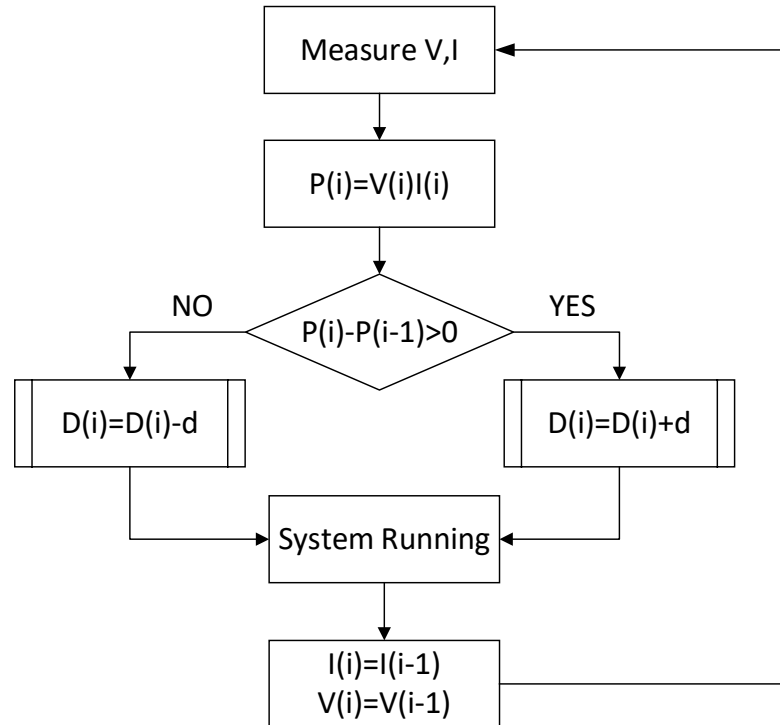 Measure V,I
P(i)=V(i)I(i)
NO
YES
P(i)-P(i-1)>0
D(i)=D(i)-d
D(i)=D(i)+d
System Running
I(i)=I(i-1)
V(i)=V(i-1)